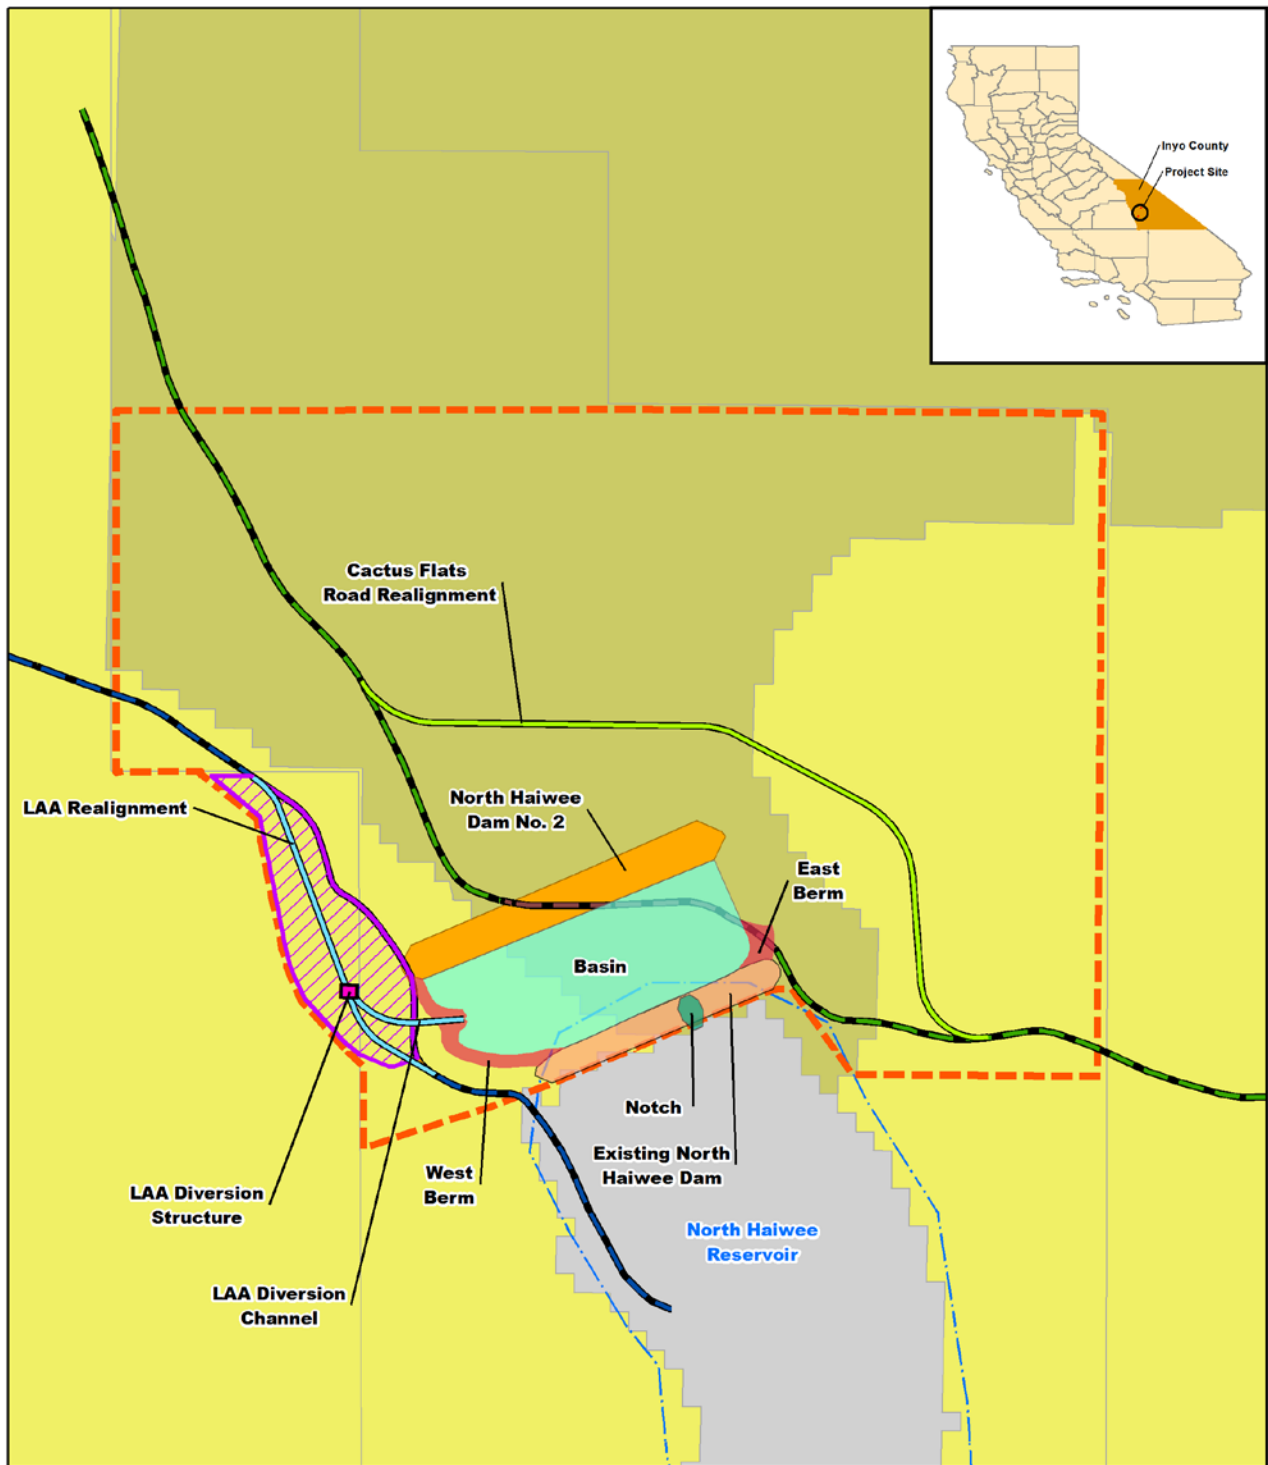 Inyo County
Project Site
Cactus Flats
Road Realignment
LAA Realignment
North Haiwee
Dam No. 2
East
Berm
Basin
Notch
Existing North
Haiwee Dam
West
Berm
LAA Diversion
Structure
North Haiwee
Reservoir
LAA Diversion
Channel